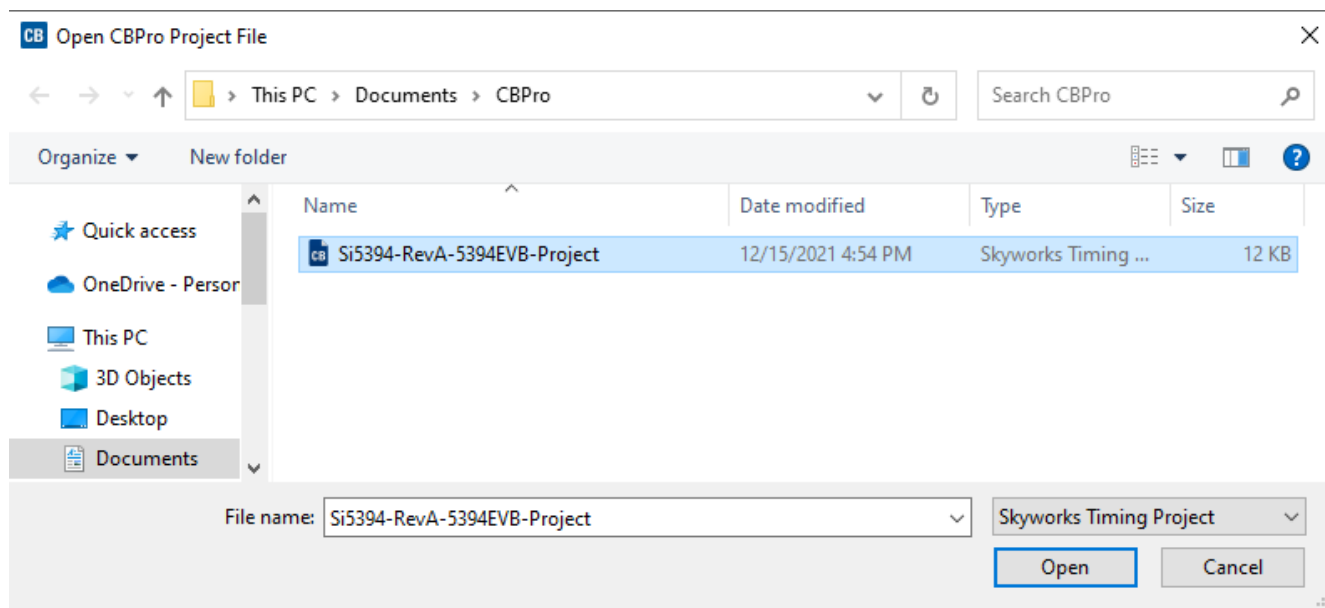 CB Open CBPro Project File
This PC > Documents > CBPro
Search CBPro
Organize
New folder
?
Name
Date modified
Type
Size
Quick access
OneDrive - Person
This PC
3D Objects
Desktop
Documents
CB Si5394-RevA-5394EVB-Project 12/15/2021 4:54 PM Skyworks Timing ... 12 KB
File name: Si5394-RevA-5394EVB-Project
Skyworks Timing Project
Open
Cancel